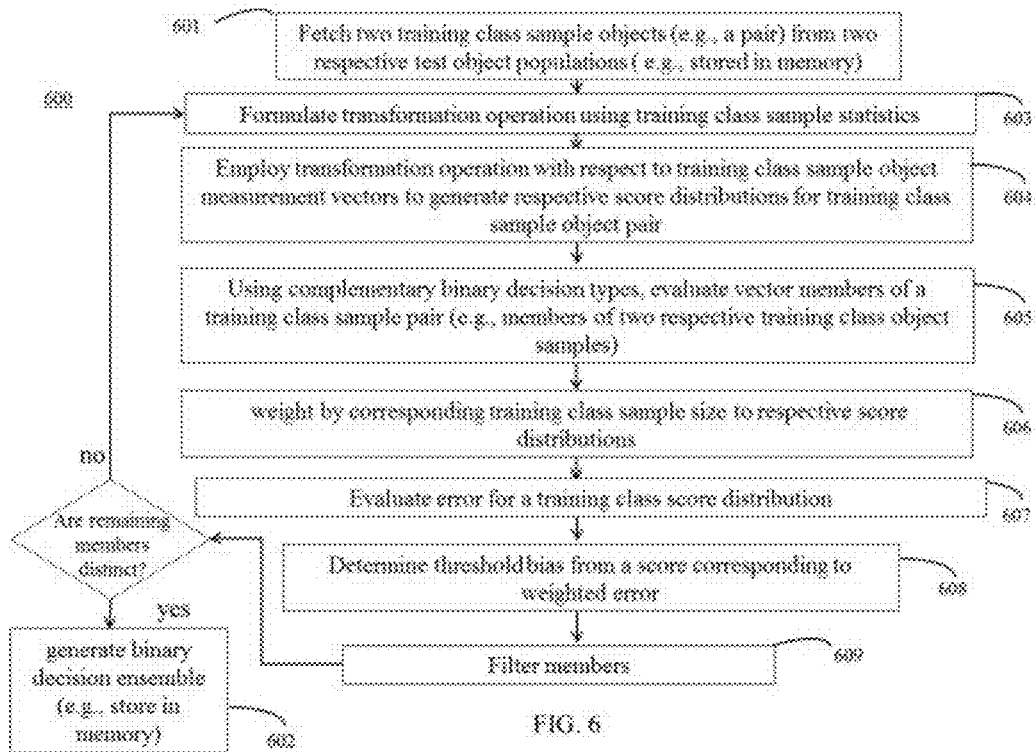 601
Fetch two training class sample objects (e.g., a pair) from two
respective test object populations ( e.g., stored in memory)
600
Formulate transformation operation using training class sample statistics
603
Employ transformation operation with respect to training class sample object
measurement vectors to generate respective score distributions for training class
sample object pair
604
Using complementary binary decision types, evaluate vector members of a
training class sample pair (e.g., members of two respective training class object
samples)
605
weight by corresponding training class sample size to respective score
distributions
606
no
Evaluate error for a training class score distribution
607
Are remaining
members
distinct?
Determine threshold bias from a score corresponding to
weighted error
608
yes
generate binary
decision ensemble
(e.g., store in
memory)
602
Filter members
609
FIG. 6